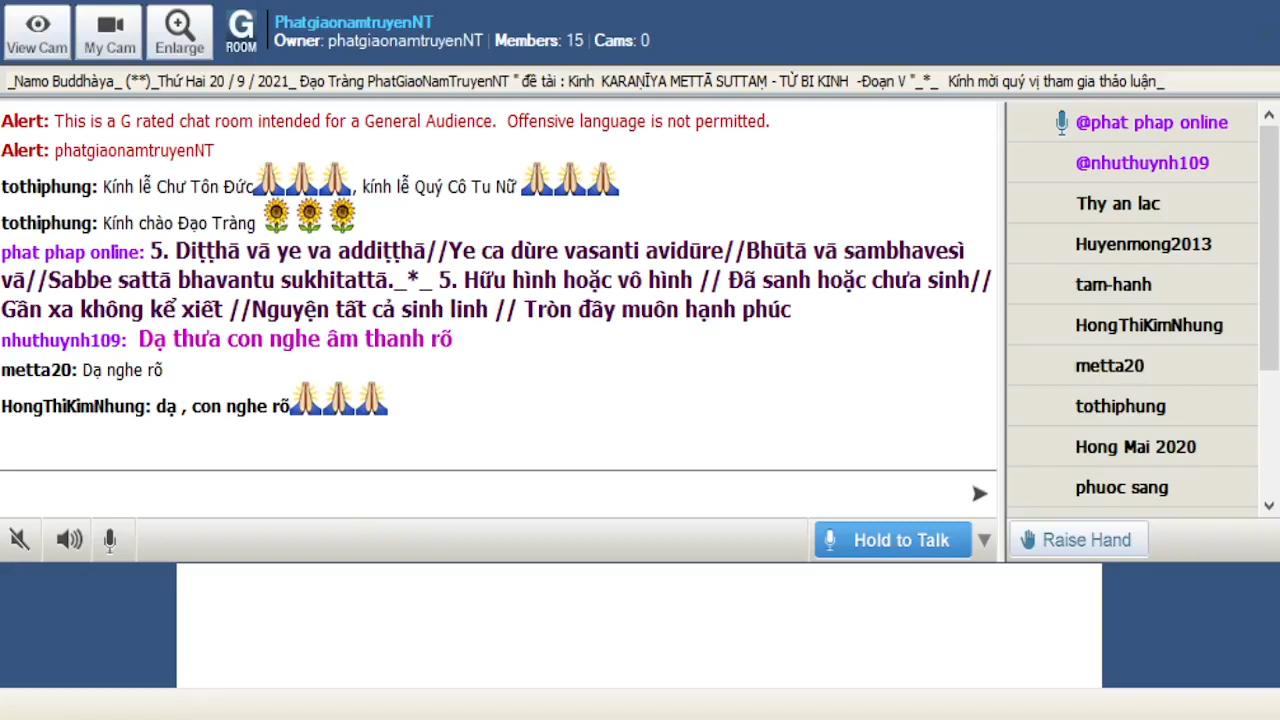 View Cam
My Cam
Enlarge
G
ROOM
PhatgiaonamtruyenNT
Owner: phatgiaonamtruyenNT | Members: 15 | Cams: 0
_Namo Buddhàya_ (**)_Thứ Hai 20 / 9 / 2021_ Đạo Tràng PhatGiaoNamTruyenNT " đề tài : Kinh KARAṆĪYA METTĀ SUTTAṂ - TỪ BI KINH -Đoạn V "_*_ Kính mời quý vị tham gia thảo luận_
Alert: This is a G rated chat room intended for a General Audience. Offensive language is not permitted.
Alert: phatgiaonamtruyenNT
tothiphung: Kính lễ Chư Tôn Đức, kính lễ Quý Cô Tu Nữ
tothiphung: Kính chào Đạo Tràng
phat phap online: 5. Diṭṭhā vā ye va addiṭṭhā//Ye ca dùre vasanti avidūre//Bhūtā vā sambhavesì
vā//Sabbe sattā bhavantu sukhitattā._*_ 5. Hữu hình hoặc vô hình // Đã sanh hoặc chưa sinh//
Gần xa không kể xiết //Nguyện tất cả sinh linh // Tròn đầy muôn hạnh phúc
nhuthuynh109: Dạ thưa con nghe âm thanh rõ
metta20: Dạ nghe rõ
HongThiKimNhung: dạ , con nghe rõ
@phat phap online
@nhuthuynh109
Thy an lac
Huyenmong2013
tam-hanh
HongThiKimNhung
metta20
tothiphung
Hong Mai 2020
phuoc sang
Hold to Talk
Raise Hand